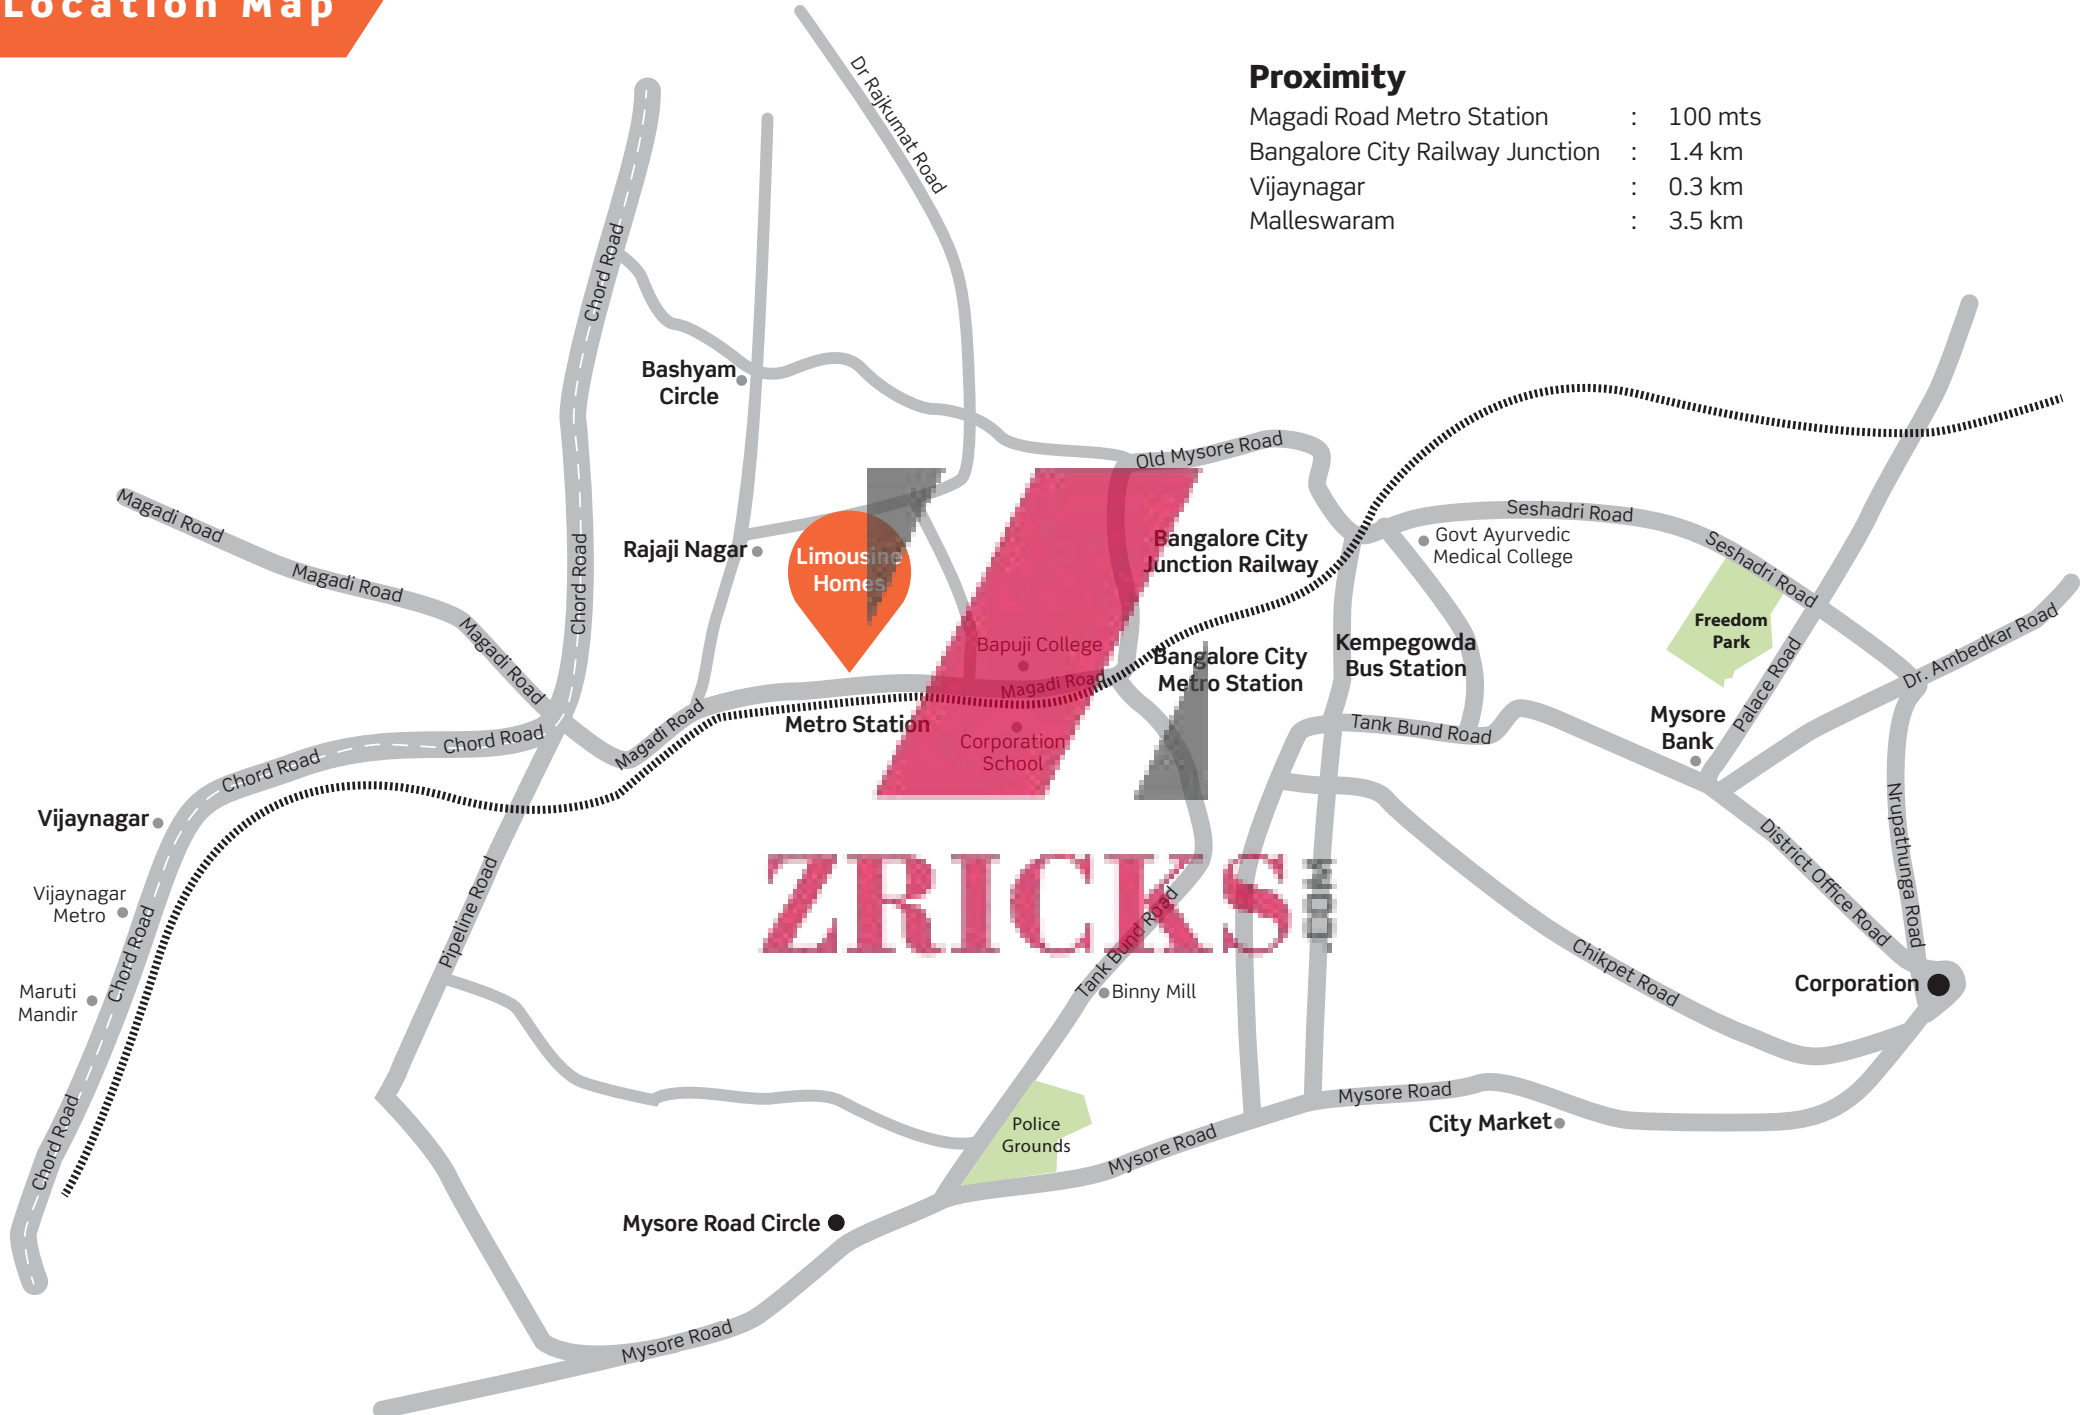 Location Map
Proximity
Magadi Road Metro Station : 100 mts
Bangalore City Railway Junction : 1.4 km
Vijaynagar : 0.3 km
Malleswaram : 3.5 km
Dr Rajkumat Road
Chord Road
Bashyam
Circle
Old Mysore Road
Magadi Road
Magadi Road
Magadi Road
Chord Road
Rajaji Nagar
Limousine
Homes
Bangalore City
Junction Railway
Seshadri Road
Govt Ayurvedic
Medical College
Seshadri Road
Freedom
Park
Dr. Ambedkar Road
Palace Road
Bapuji College
Magadi Road
Bangalore City
Metro Station
Kempegowda
Bus Station
Metro Station
Corporation
School
Magadi Road
Tank Bund Road
Mysore
Bank
Chord Road
Chord Road
Vijaynagar
Vijaynagar
Metro
Chord Road
Maruti
Mandir
Chord Road
Pipeline Road
ZRICKS
.COM
Tank Bund Road
Binny Mill
Nrupathunga Road
District Office Road
Chikpet Road
Corporation
Police
Grounds
Mysore Road
Mysore Road
City Market
Mysore Road Circle
Mysore Road